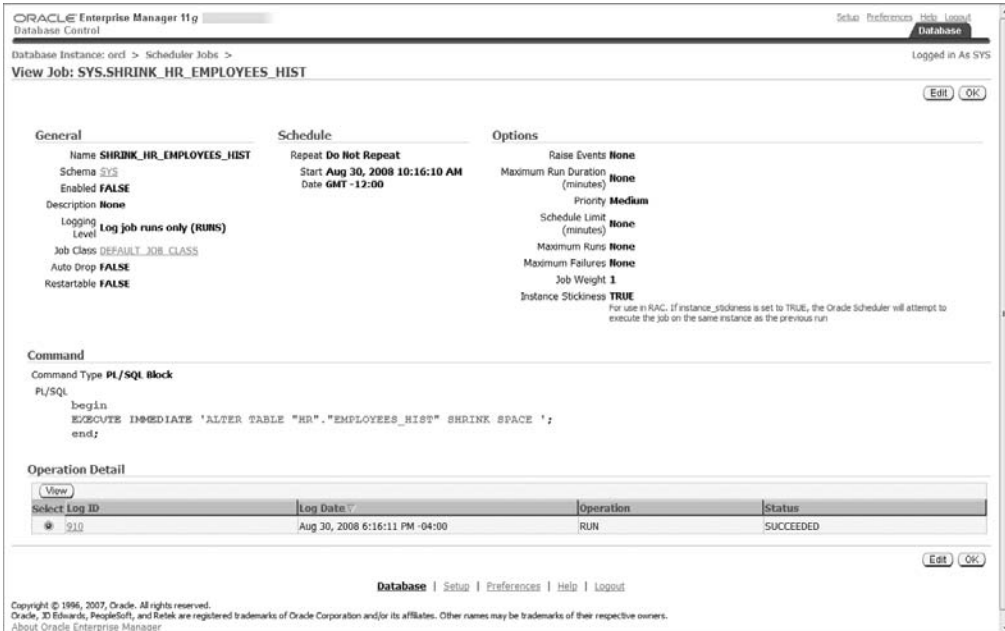 ORACLE Enterprise Manager 11g
Database Control
Setup Preferences Help Logout
Database
Database Instance: orcl > Scheduler Jobs >
Logged in As SYS
View Job: SYS.SHRINK_HR_EMPLOYEES_HIST
Edit OK
General
Name SHRINK_HR_EMPLOYEES_HIST
Schema SYS
Enabled FALSE
Description None
Logging Level Log job runs only (RUNS)
Job Class DEFAULT_JOB_CLASS
Auto Drop FALSE
Restartable FALSE
Schedule
Repeat Do Not Repeat
Start Aug 30, 2008 10:16:10 AM
Date GMT -12:00
Options
Raise Events None
Maximum Run Duration (minutes) None
Priority Medium
Schedule Limit (minutes) None
Maximum Runs None
Maximum Failures None
Job Weight 1
Instance Stickiness TRUE
For use in RAC. If instance_stickiness is set to TRUE, the Oracle Scheduler will attempt to
execute the job on the same instance as the previous run
Command
Command Type PL/SQL Block
PL/SQL
begin
EXECUTE IMMEDIATE 'ALTER TABLE "HR"."EMPLOYEES_HIST" SHRINK SPACE ';
end;
Operation Detail
View
Select Log ID Log Date Operation Status
910 Aug 30, 2008 6:16:11 PM -04:00 RUN SUCCEEDED
Edit OK
Database | Setup | Preferences | Help | Logout
Copyright © 1996, 2007, Oracle. All rights reserved.
Oracle, JD Edwards, PeopleSoft, and Retek are registered trademarks of Oracle Corporation and/or its affiliates. Other names may be trademarks of their respective owners.
About Oracle Enterprise Manager